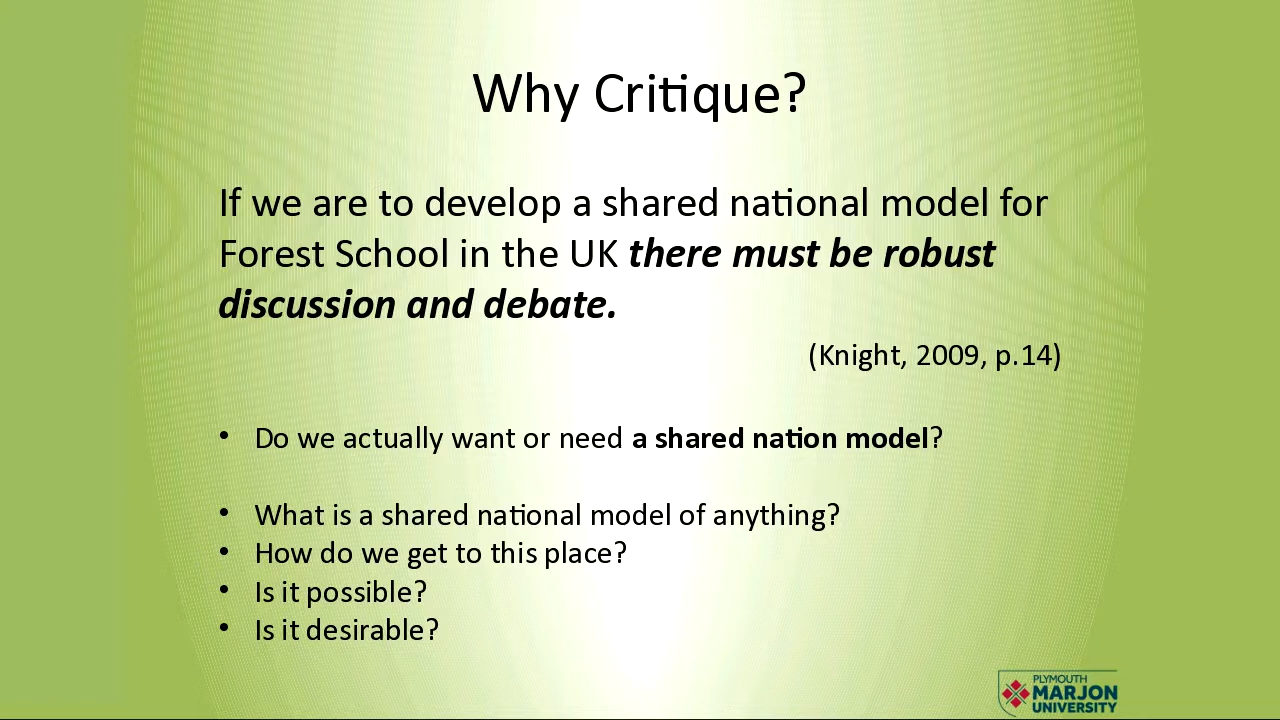 Why Critique?
If we are to develop a shared national model for
Forest School in the UK there must be robust
discussion and debate.
(Knight, 2009, p.14)
• Do we actually want or need a shared nation model?
• What is a shared national model of anything?
• How do we get to this place?
• Is it possible?
• Is it desirable?
PLYMOUTH
MARJON
UNIVERSITY